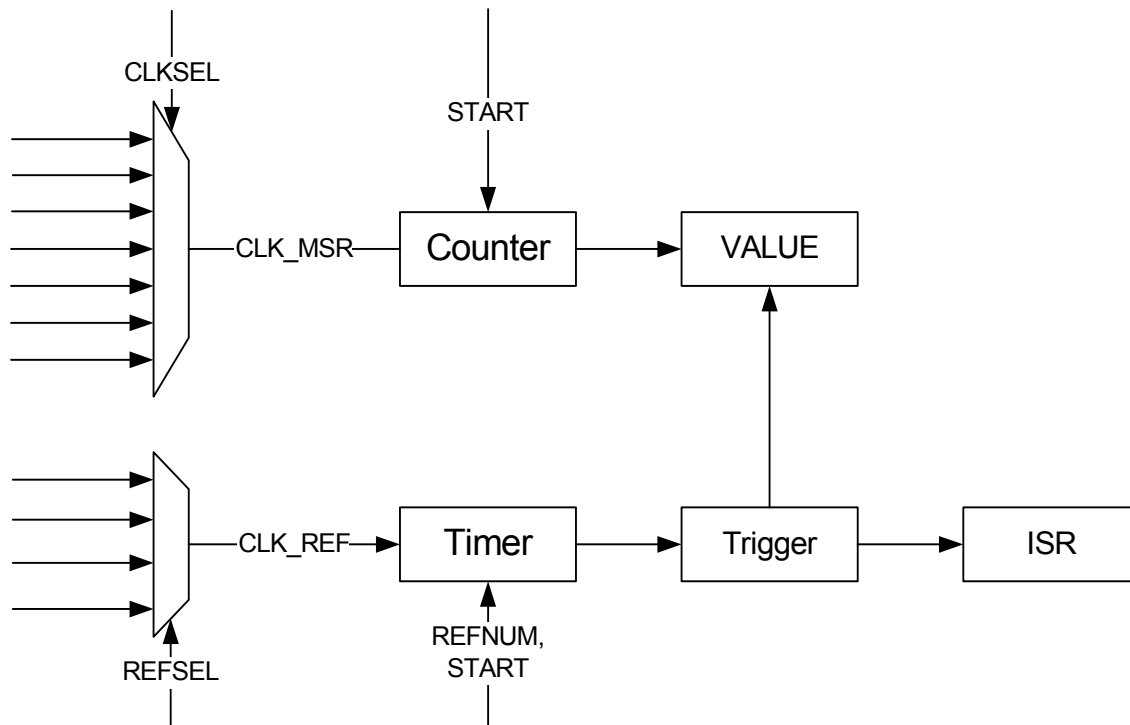 CLKSEL
START
CLK_MSR
Counter
VALUE
CLK_REF
Timer
Trigger
ISR
REFNUM,
START
REFSEL